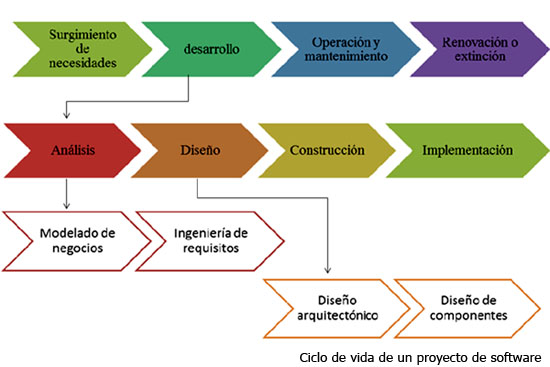 Surgimiento
de
necesidades
desarrollo
Operación y
mantenimiento
Renovación o
extinción
Análisis
Diseño
Construcción
Implementación
Modelado de
negocios
Ingeniería de
requisitos
Diseño
arquitectónico
Diseño de
componentes
Ciclo de vida de un proyecto de software